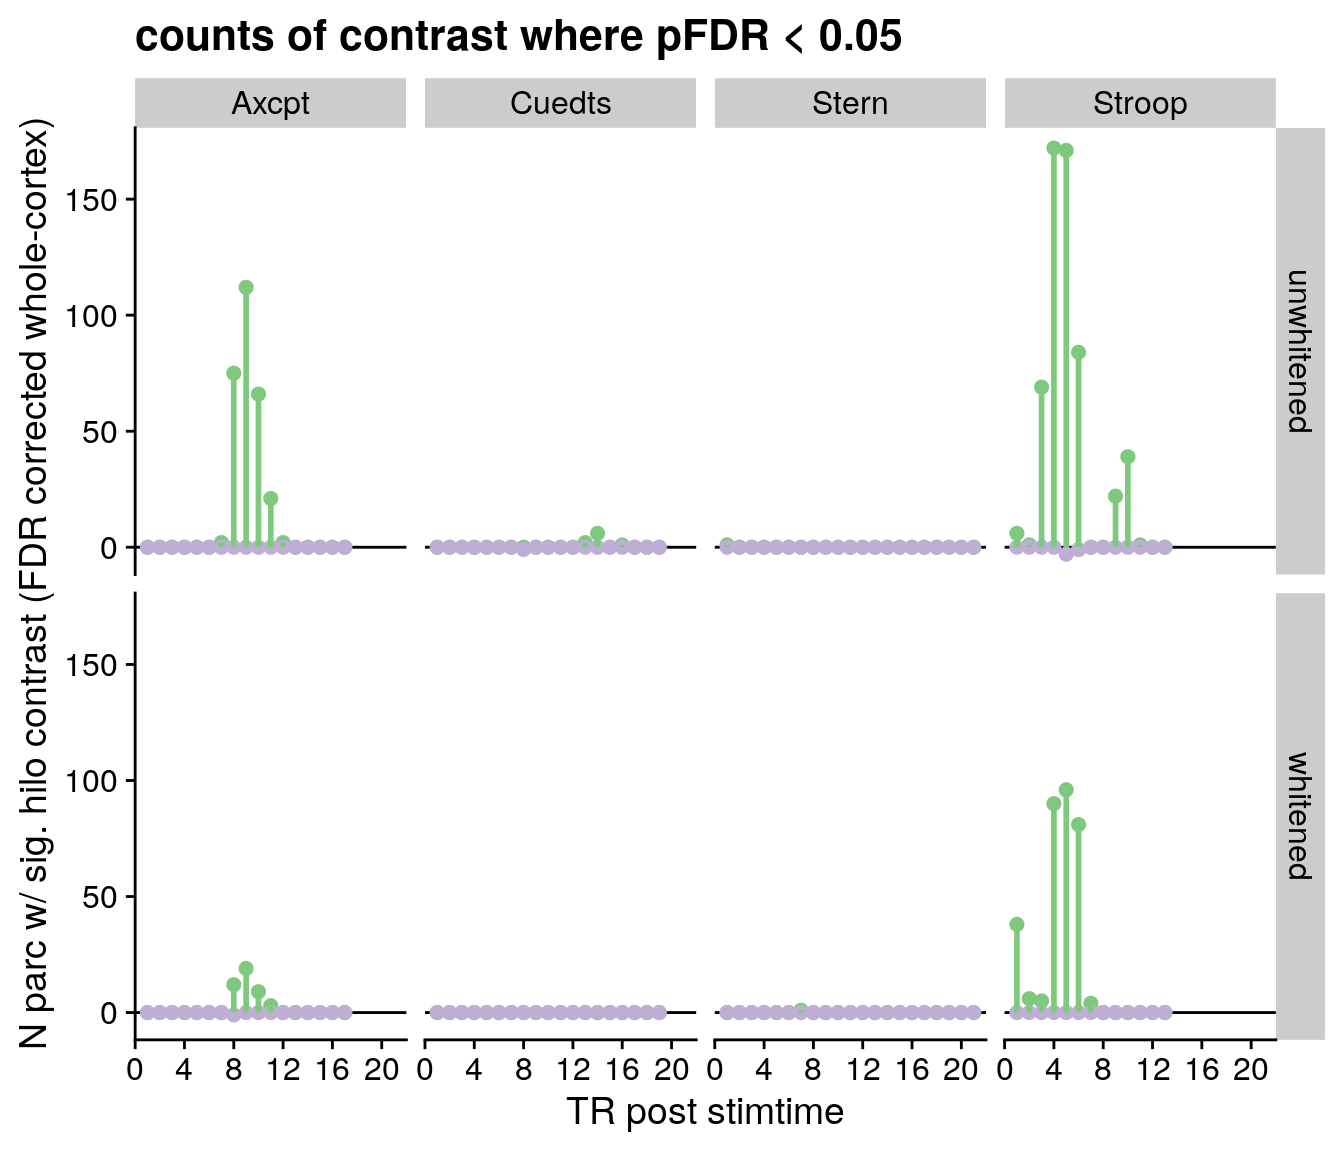 counts of contrast where pFDR < 0.05
Axcpt
Cuedts
Stern
Stroop
N parc w/ sig. hilo contrast (FDR corrected whole-cortex)
150
100
50
0
unwhitened
150
100
50
0
whitened
0 4 8 12 16 20 0 4 8 12 16 20 0 4 8 12 16 20 0 4 8 12 16 20
TR post stimtime